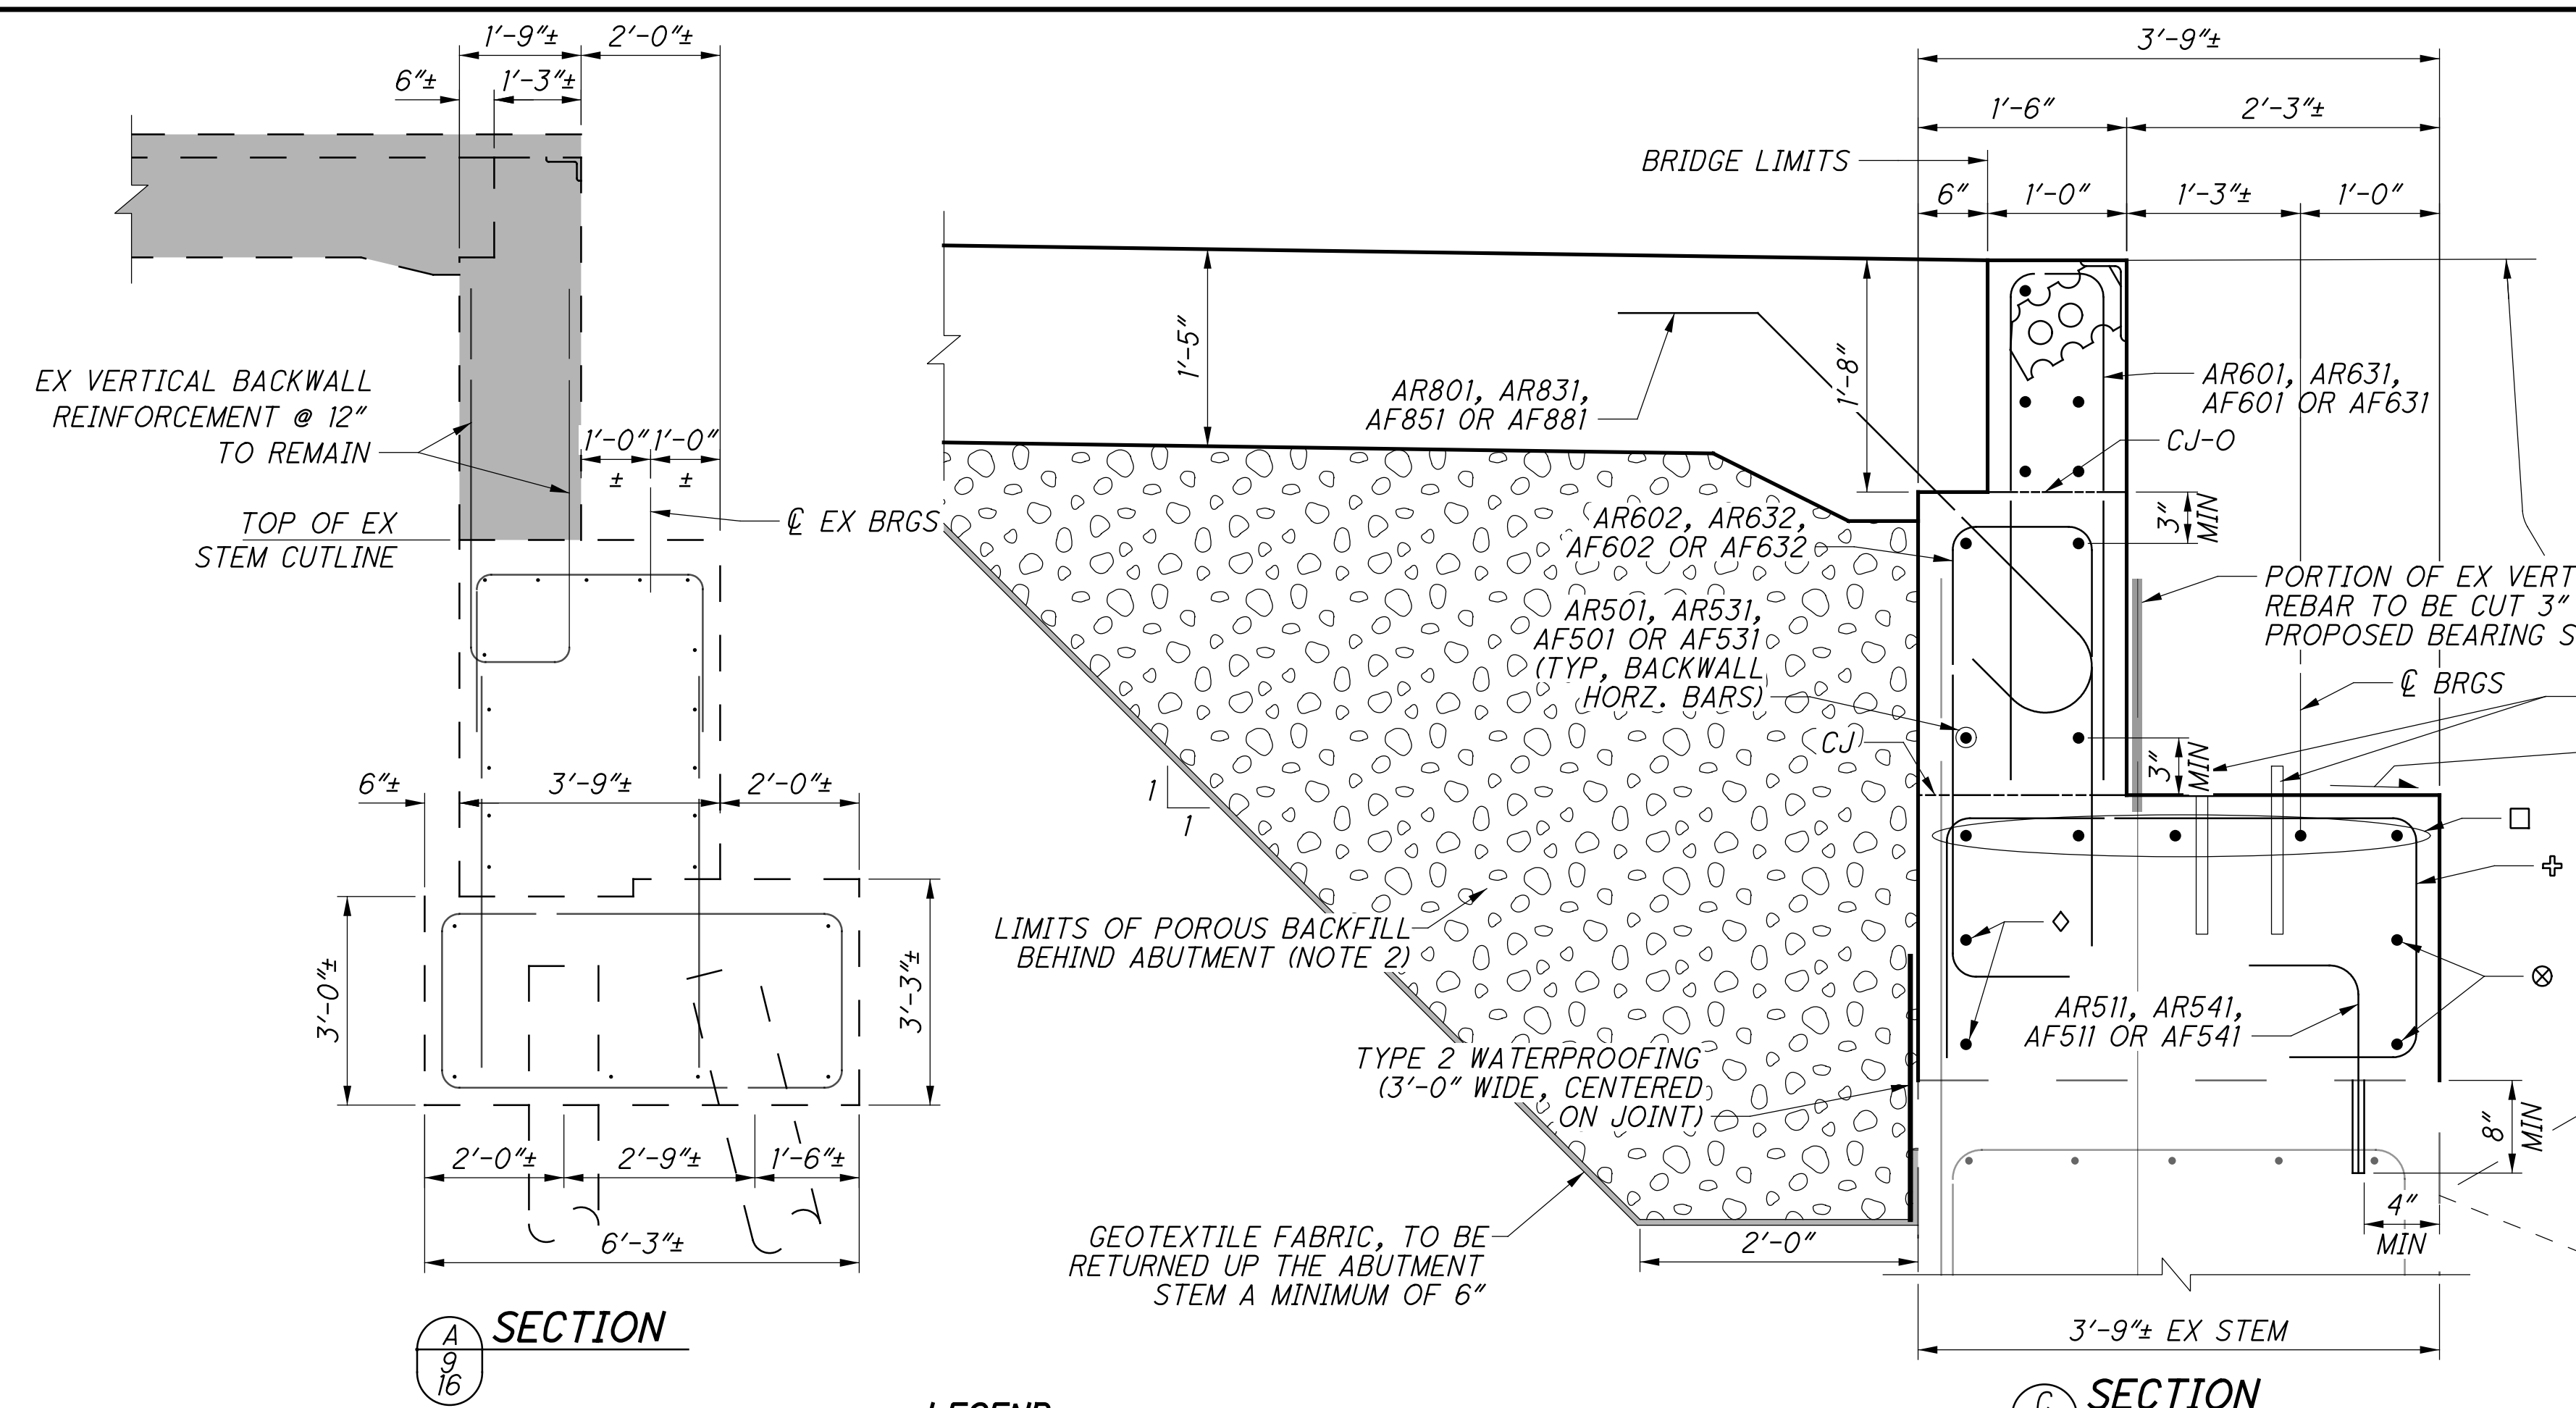 1'-9"±
2'-0"±
6"±
1'-3"±
EX VERTICAL BACKWALL
REINFORCEMENT @ 12"
TO REMAIN
1'-0"
±
1'-0"
±
TOP OF EX
STEM CUTLINE
℄ EX BRGS
6"±
3'-9"±
2'-0"±
3'-0"±
3'-3"±
2'-0"±
2'-9"±
1'-6"±
6'-3"±
A
9
16
SECTION
3'-9"±
1'-6"
2'-3"±
BRIDGE LIMITS
6"
1'-0"
1'-3"±
1'-0"
1'-5"
1'-8"
AR801, AR831,
AF851 OR AF881
AR601, AR631,
AF601 OR AF631
CJ-O
3"
MIN
AR602, AR632,
AF602 OR AF632
PORTION OF EX VERT
REBAR TO BE CUT 3"
PROPOSED BEARING S
AR501, AR531,
AF501 OR AF531
(TYP, BACKWALL
HORZ. BARS)
℄ BRGS
CJ
3"
MIN
1
1
LIMITS OF POROUS BACKFILL
BEHIND ABUTMENT (NOTE 2)
AR511, AR541,
AF511 OR AF541
TYPE 2 WATERPROOFING
(3'-0" WIDE, CENTERED
ON JOINT)
8"
MIN
4"
MIN
GEOTEXTILE FABRIC, TO BE
RETURNED UP THE ABUTMENT
STEM A MINIMUM OF 6"
2'-0"
3'-9"± EX STEM
SECTION
LEGEND